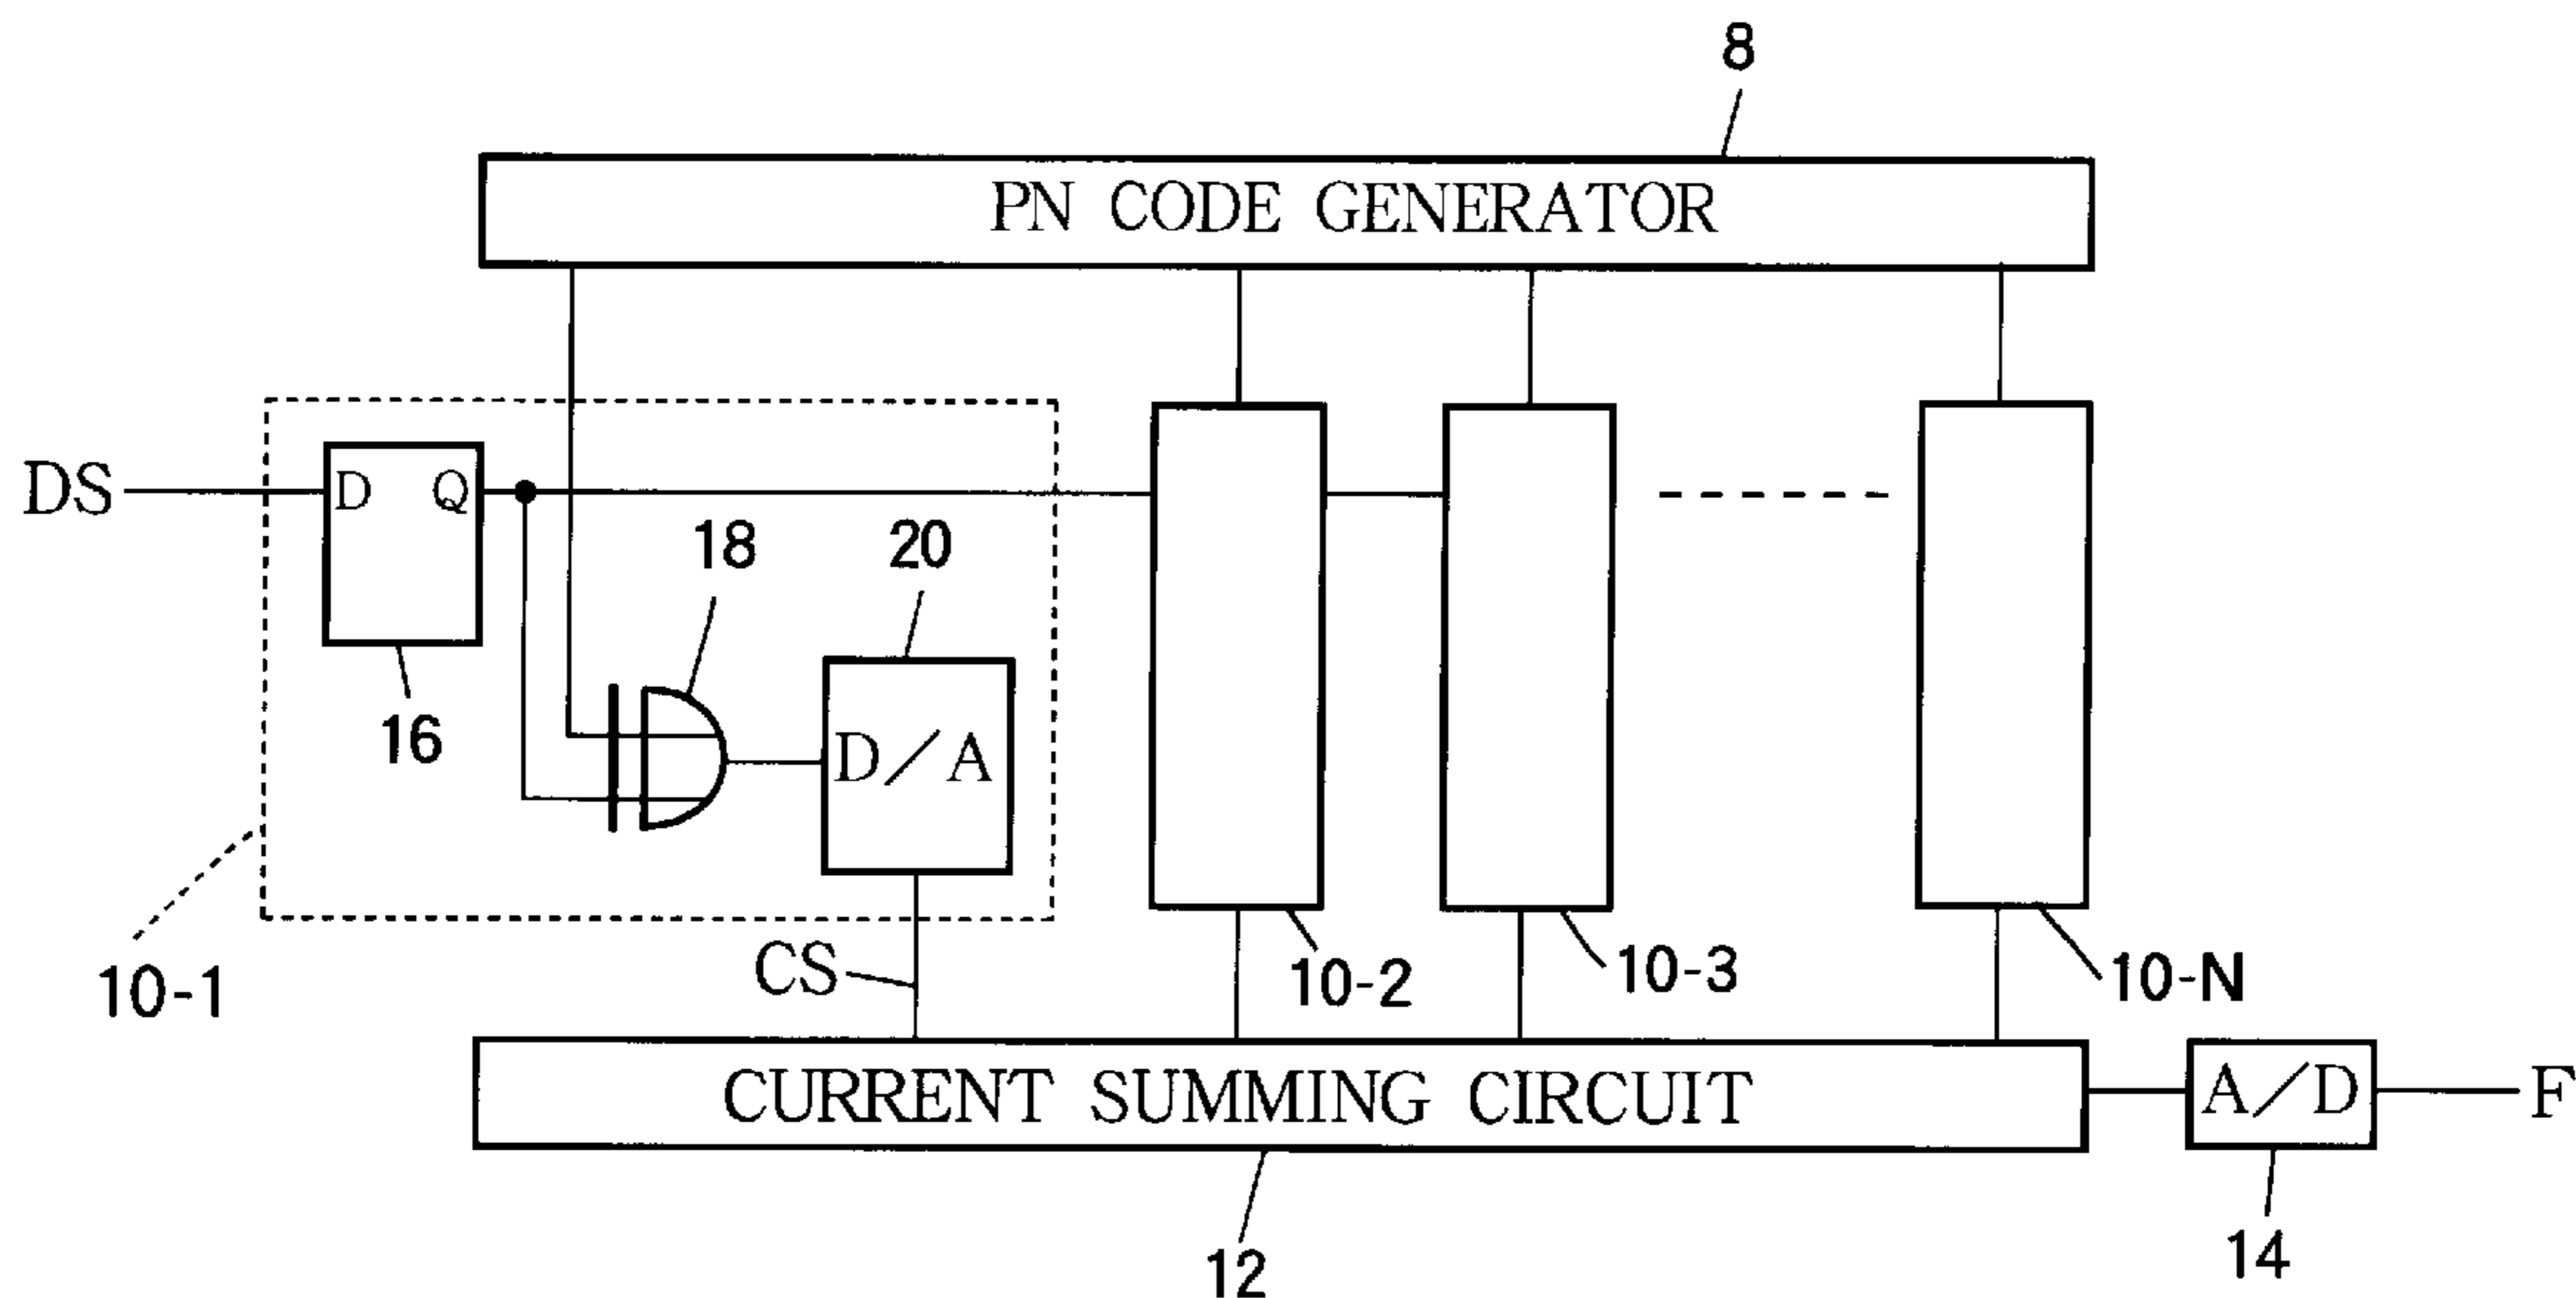 8
PN CODE GENERATOR
DS
D Q
18
20
16
D/A
10-1
CS
10-2
10-3
10-N
CURRENT SUMMING CIRCUIT
A/D
F
12
14